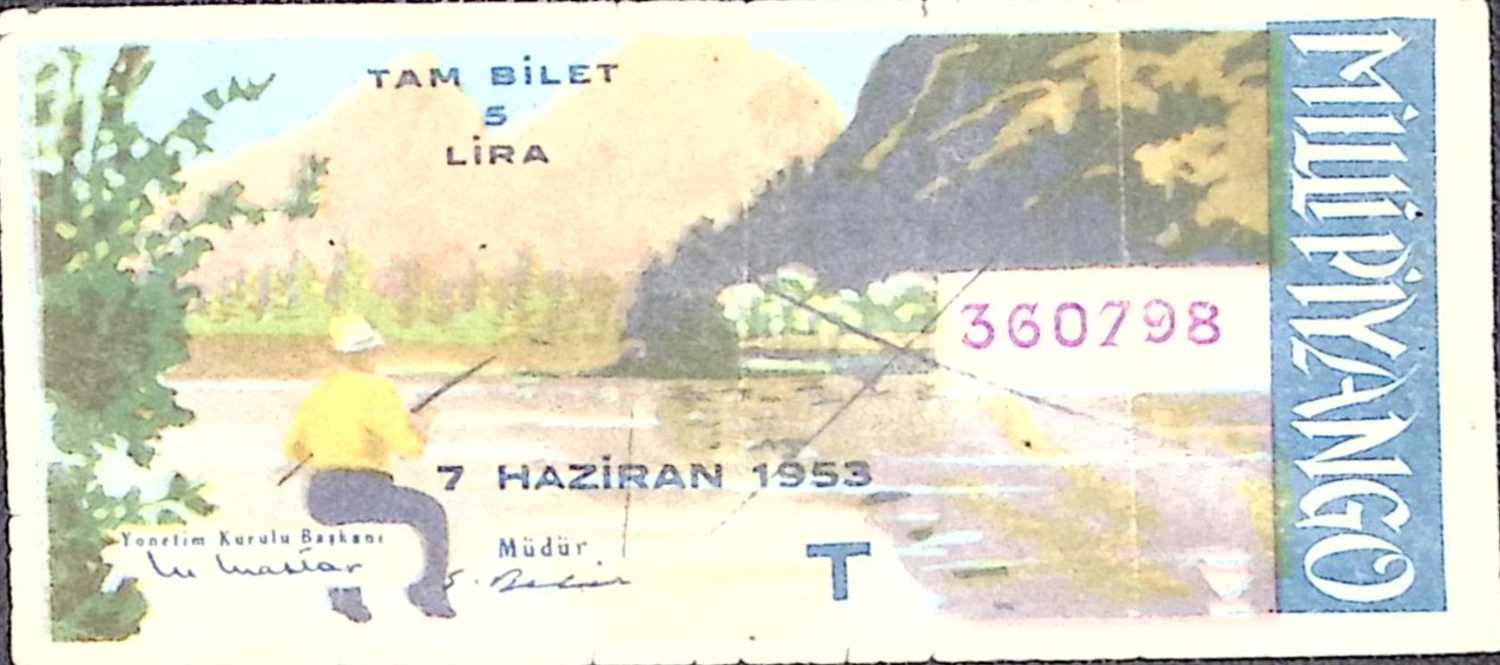 TAM BİLET
5
LİRA
MİLLİ PİYANGO
360798
7 HAZİRAN 1953
Yönetim Kurulu Başkanı
Müdür
T